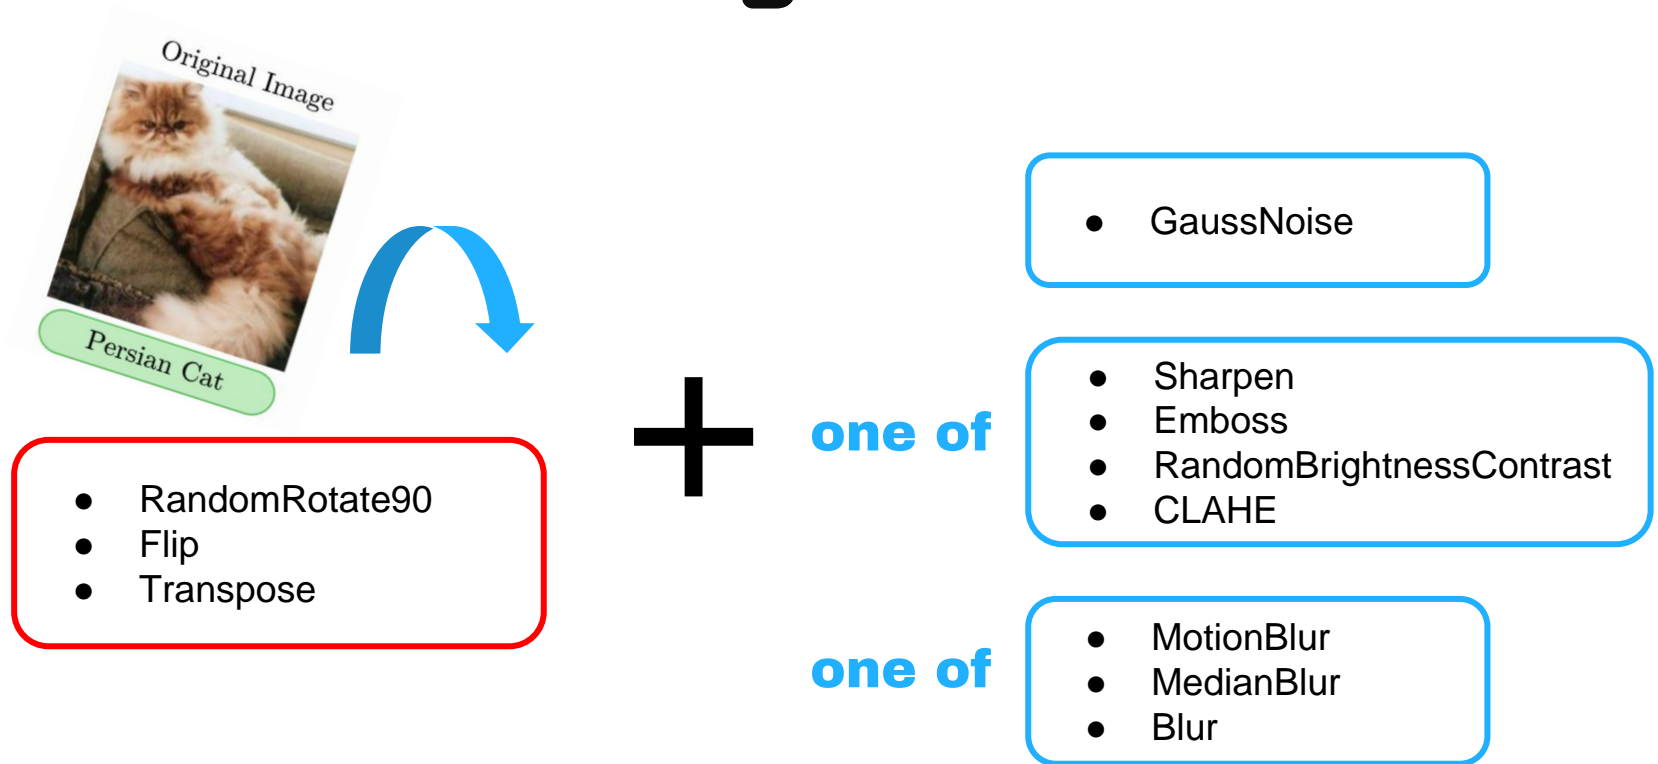 Original Image
Persian Cat
● RandomRotate90
● Flip
● Transpose
● GaussNoise
one of
● Sharpen
● Emboss
● RandomBrightnessContrast
● CLAHE
one of
● MotionBlur
● MedianBlur
● Blur